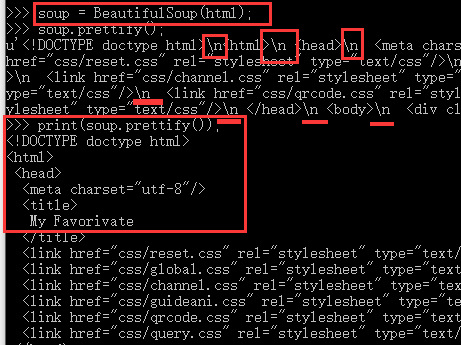 >>> soup = BeautifulSoup(html);
>>> soup.prettify();
u'<!DOCTYPE doctype html>\n<html>\n <head>\n  <meta chars
href="css/reset.css" rel="stylesheet" type="text/css"/>\n
>\n  <link href="css/channel.css" rel="stylesheet" type="
ype="text/css"/>\n  <link href="css/qrcode.css" rel="styl
ylesheet" type="text/css"/>\n </head>\n <body>\n  <div cl
>>> print(soup.prettify());
<!DOCTYPE doctype html>
<html>
 <head>
  <meta charset="utf-8"/>
  <title>
   My Favorivate
  </title>
  <link href="css/reset.css" rel="stylesheet" type="text/
  <link href="css/global.css" rel="stylesheet" type="text
  <link href="css/channel.css" rel="stylesheet" type="tex
  <link href="css/guideani.css" rel="stylesheet" type="te
  <link href="css/qrcode.css" rel="stylesheet" type="text
  <link href="css/query.css" rel="stylesheet" type="text/